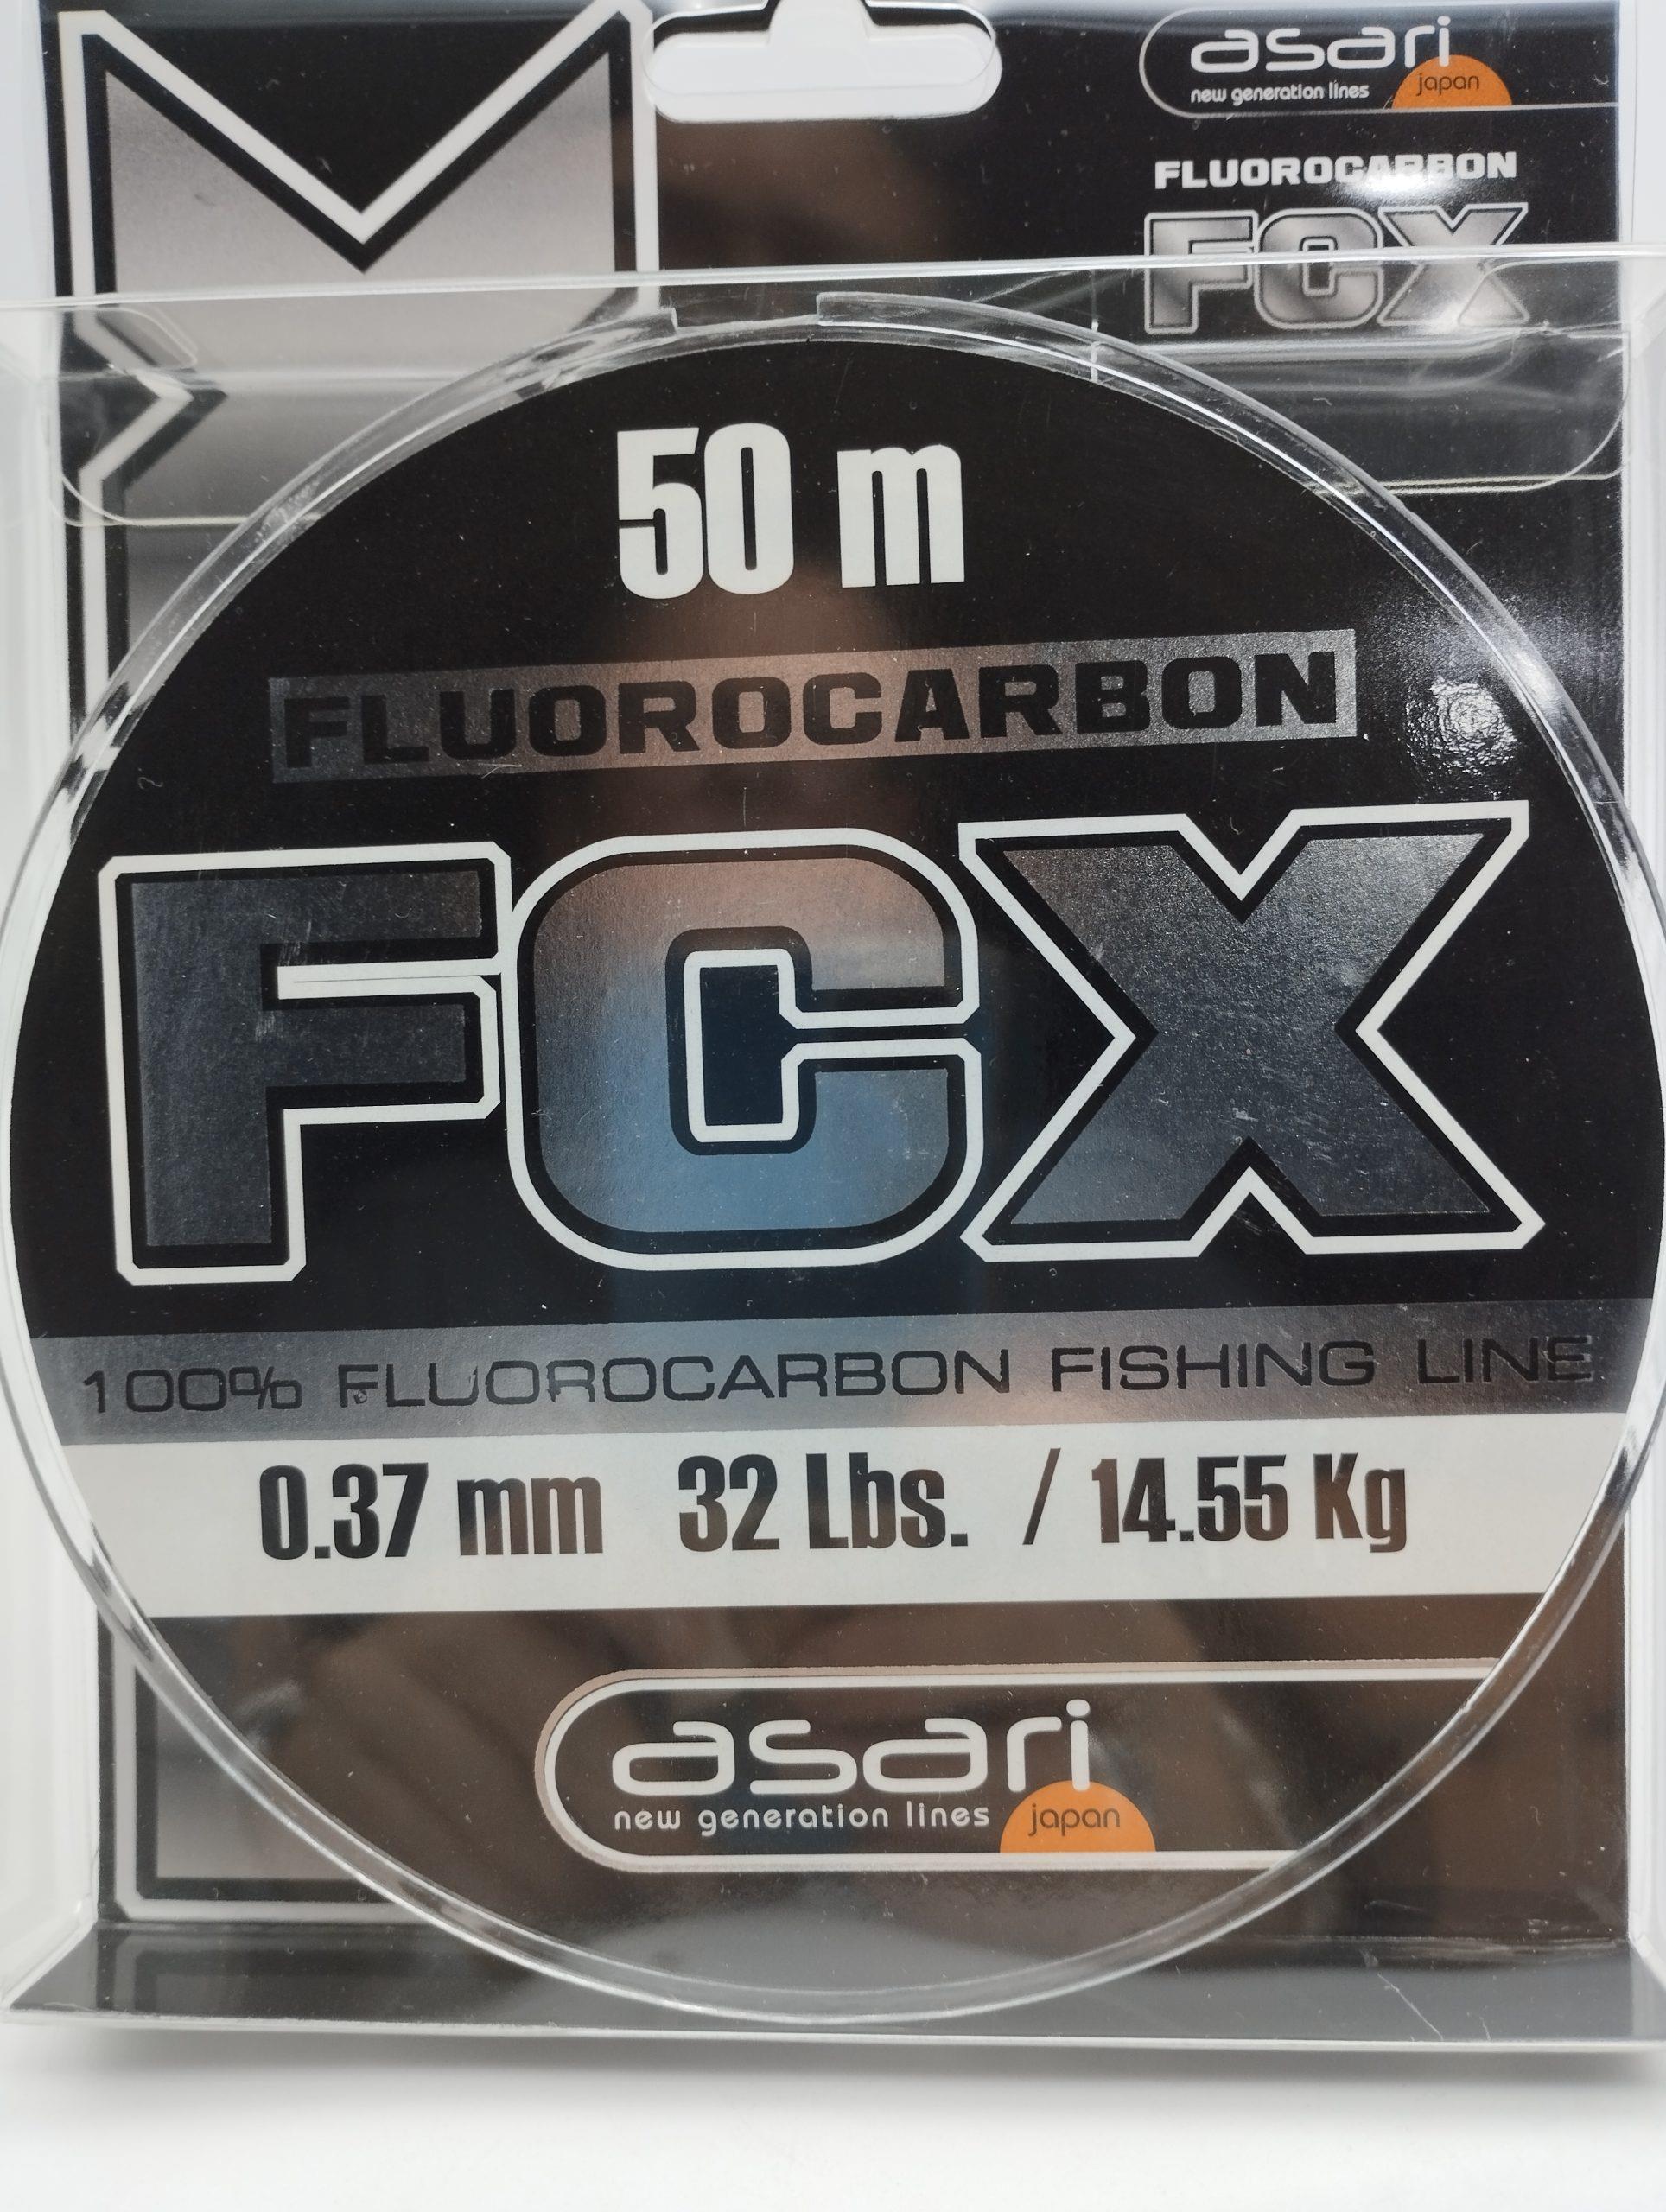 asari
new generation lines japan
FLUOROCARBON
FCX
50 m
FLUOROCARBON
FCX
100% FLUOROCARBON FISHING LINE
0.37 mm 32 Lbs. / 14.55 Kg
asari
new generation lines japan